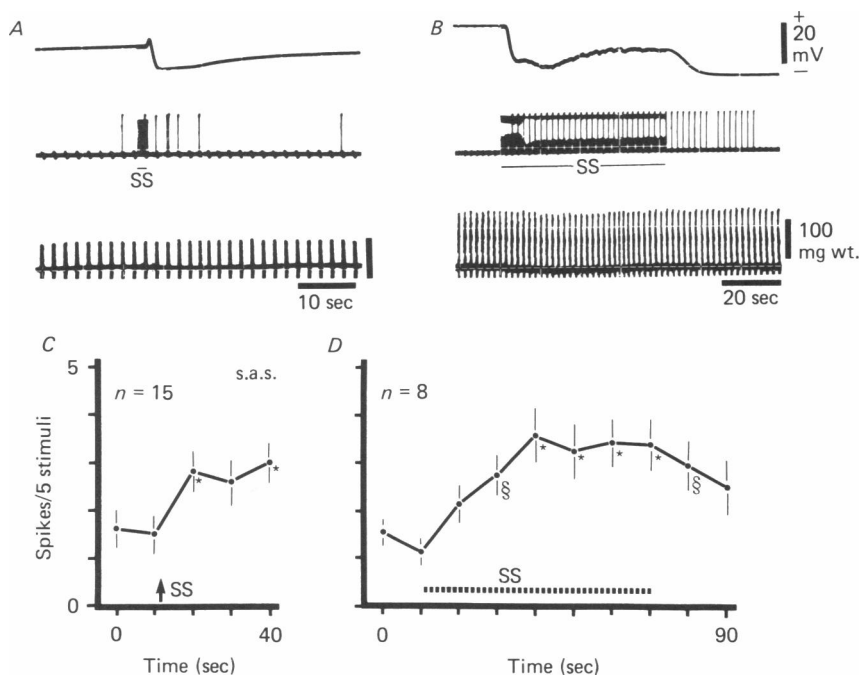 A
B
+
20
mV
−
SS
SS
100
mg wt.
10 sec
20 sec
C
D
5
s.a.s.
n = 15
n = 8
Spikes/5 stimuli
*
*
§
*
*
*
*
§
SS
SS
0
0
40
0
90
Time (sec)
Time (sec)